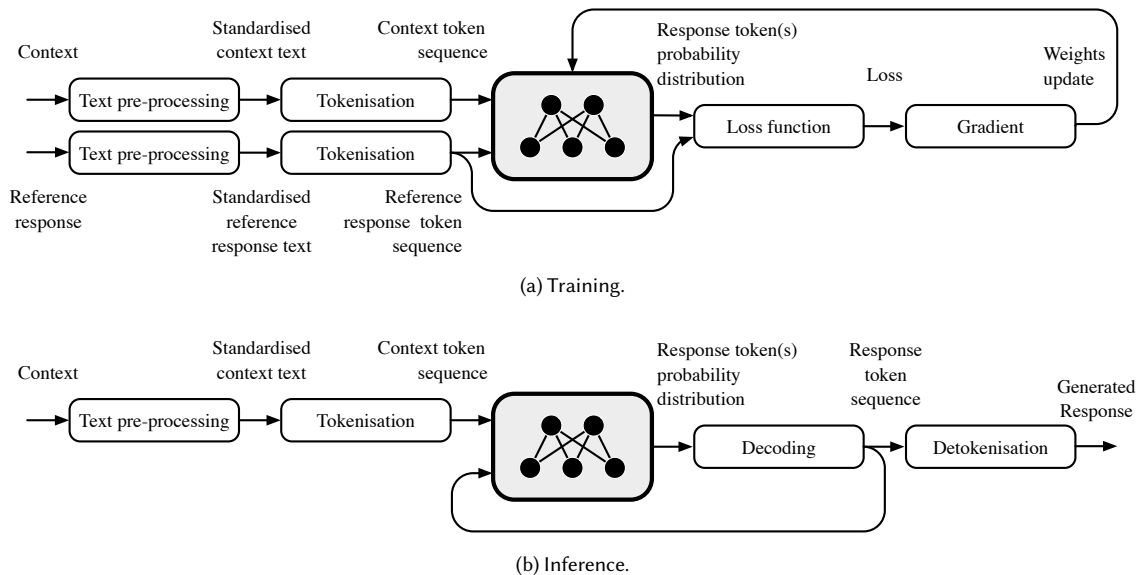 Context
Standardised
context text
Context token
sequence
Response token(s)
probability
distribution
Loss
Weights
update
Text pre-processing
Tokenisation
Loss function
Gradient
Text pre-processing
Tokenisation
Reference
response
Standardised
reference
response text
Reference
response token
sequence
(a) Training.
Context
Standardised
context text
Context token
sequence
Response token(s)
probability
distribution
Response
token
sequence
Generated
Response
Text pre-processing
Tokenisation
Decoding
Detokenisation
(b) Inference.